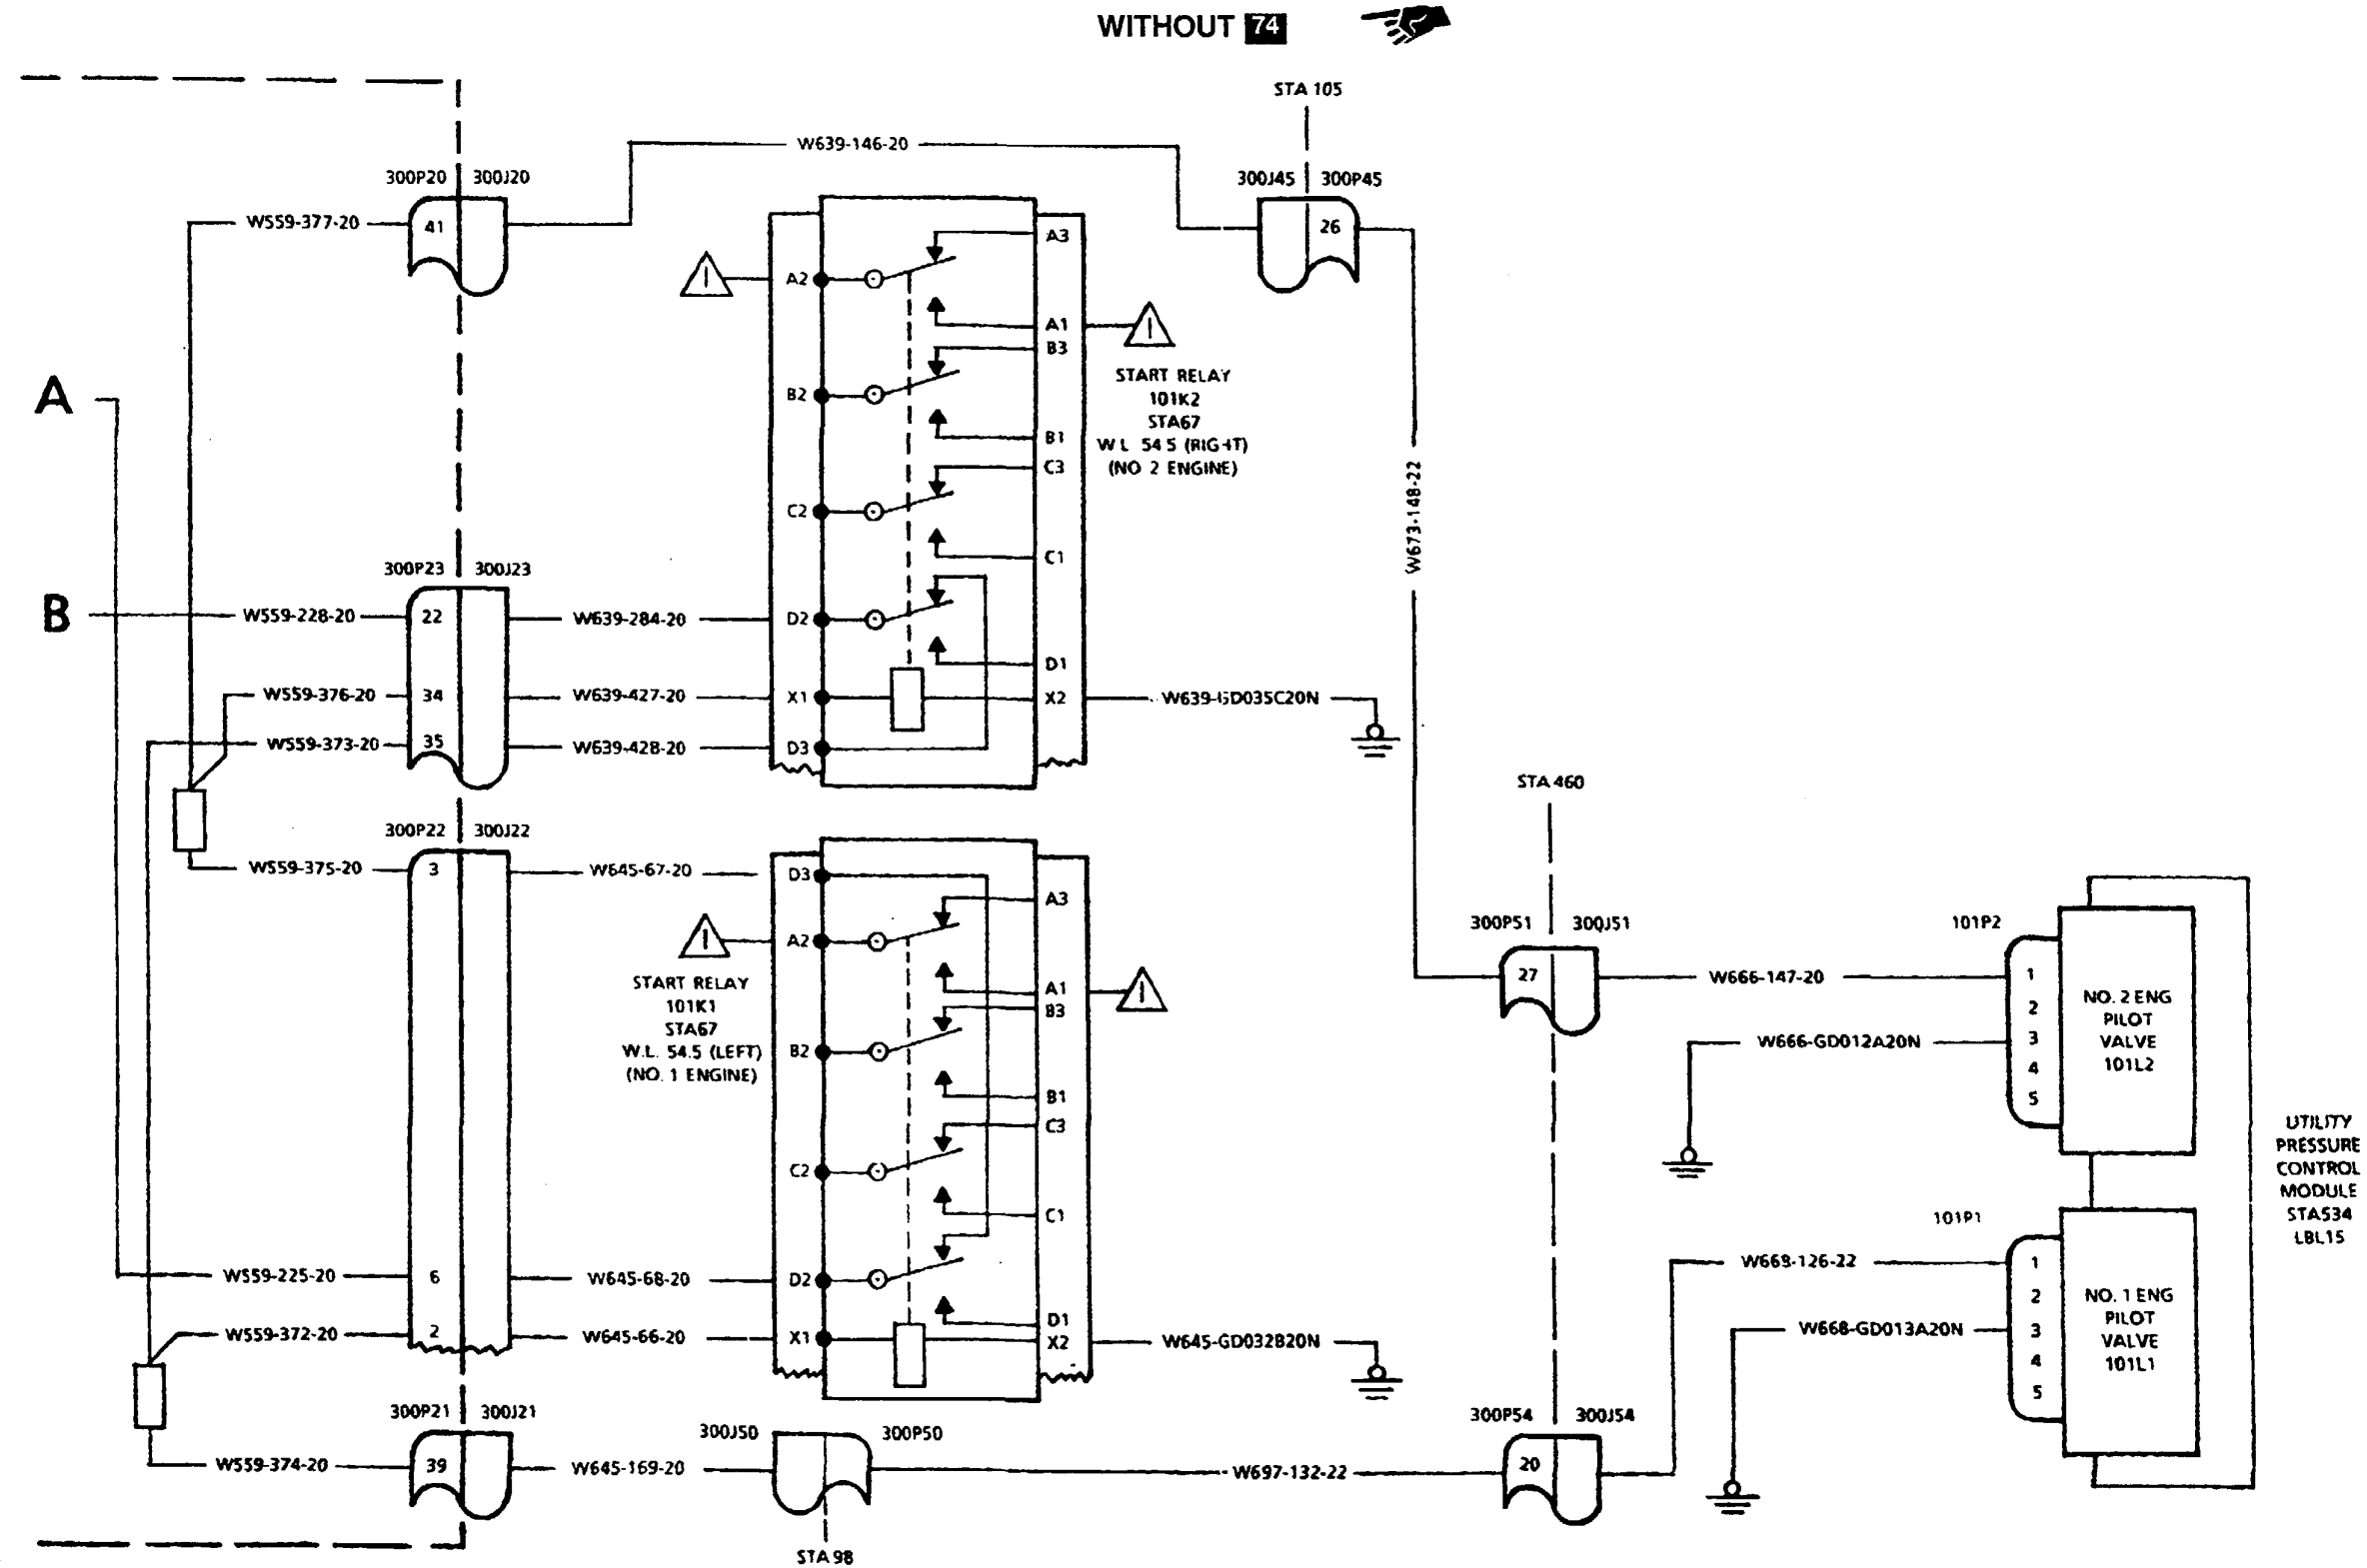 WITHOUT 74
STA 105
W639-146-20
300P20
300J20
300J45
300P45
W559-377-20
41
26
A3
A2
A1
B3
START RELAY
101K2
STA67
W L 54 5 (RIGHT)
(NO 2 ENGINE)
A
B2
B1
C3
W673-148-22
C2
C1
300P23
300J23
B
W559-228-20
22
W639-284-20
D2
D1
W559-376-20
34
W639-427-20
X1
X2
W639-GD035C20N
W559-373-20
35
W639-428-20
D3
STA 460
300P22
300J22
W559-375-20
3
W645-67-20
D3
A3
300P51
300J51
101P2
A2
27
W666-147-20
1
2
3
4
5
NO. 2 ENG
PILOT
VALVE
101L2
W666-GD012A20N
START RELAY
101K1
STA67
W.L. 54.5 (LEFT)
(NO. 1 ENGINE)
A1
B3
B2
B1
C3
UTILITY
PRESSURE
CONTROL
MODULE
STA534
LBL15
C2
C1
101P1
W559-225-20
6
W645-68-20
D2
W668-126-22
1
2
3
4
5
NO. 1 ENG
PILOT
VALVE
101L1
D1
W559-372-20
2
W645-66-20
X1
X2
W645-GD032B20N
W668-GD013A20N
300P21
300J21
300J50
300P50
300P54
300J54
W559-374-20
39
W645-169-20
W697-132-22
20
STA 98